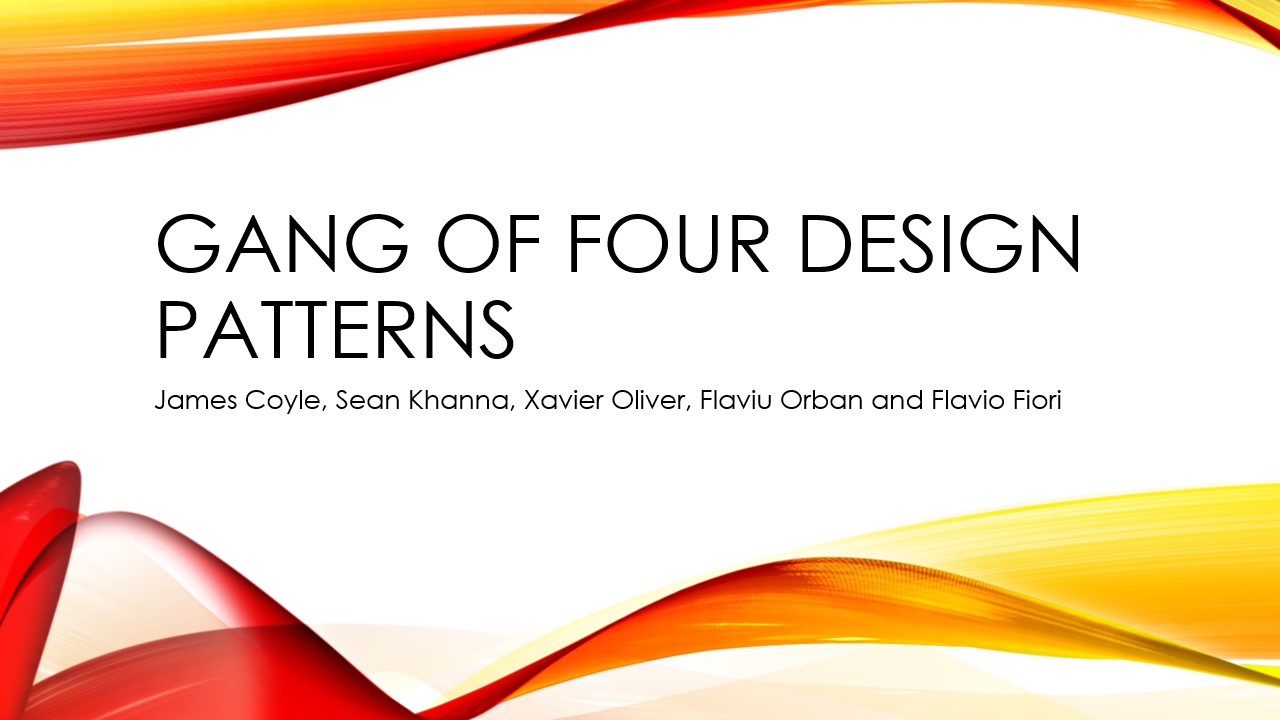 GANG OF FOUR DESIGN
PATTERNS
James Coyle, Sean Khanna, Xavier Oliver, Flaviu Orban and Flavio Fiori